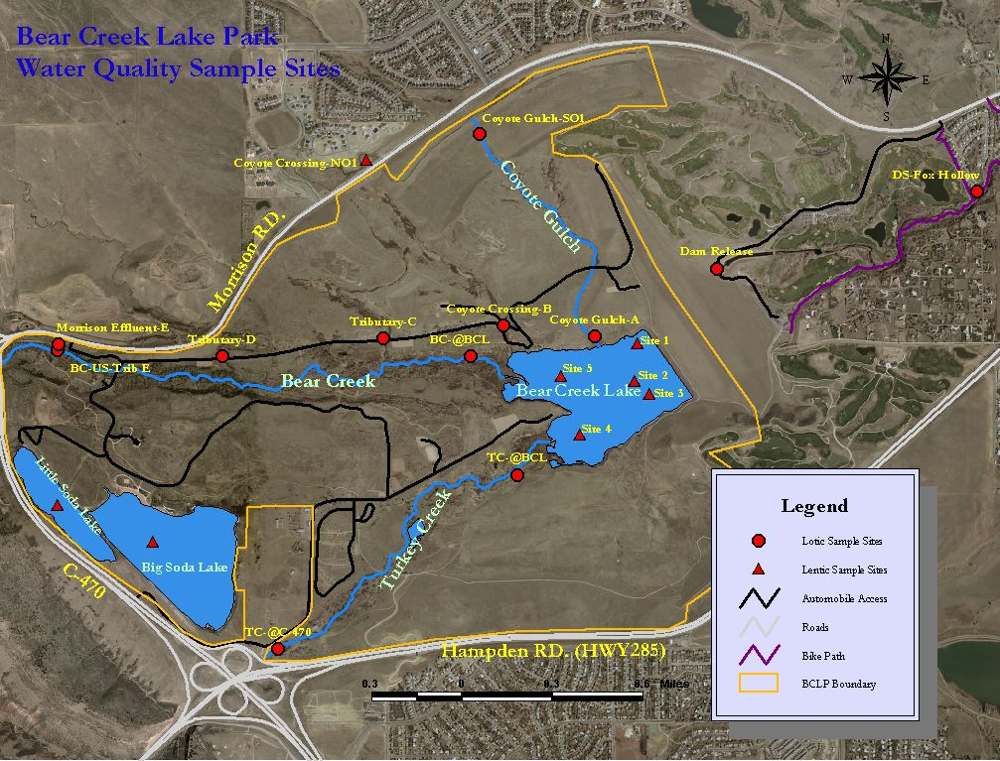 Bear Creek Lake Park
Water Quality Sample Sites
N
W E
S
Coyote Gulch-SO1
Coyote Crossing-NO1
Coyote Gulch
DS-Fox Hollow
Morrison RD.
Dam Release
Coyote Crossing-B
Tributary-C
Coyote Gulch-A
Morrison Effluent-E
Tributary-D
BC-@BCL
Site 1
BC-US-Trib E
Bear Creek
Site 5
Site 2
Bear Creek Lake
Site 3
Site 4
TC-@BCL
Little Soda Lake
Turkey Creek
Big Soda Lake
C-470
TC-@C-470
Hampden RD. (HWY285)
0.3 0 0.3 0.6 Miles
Legend
Lotic Sample Sites
Lentic Sample Sites
Automobile Access
Roads
Bike Path
BCLP Boundary